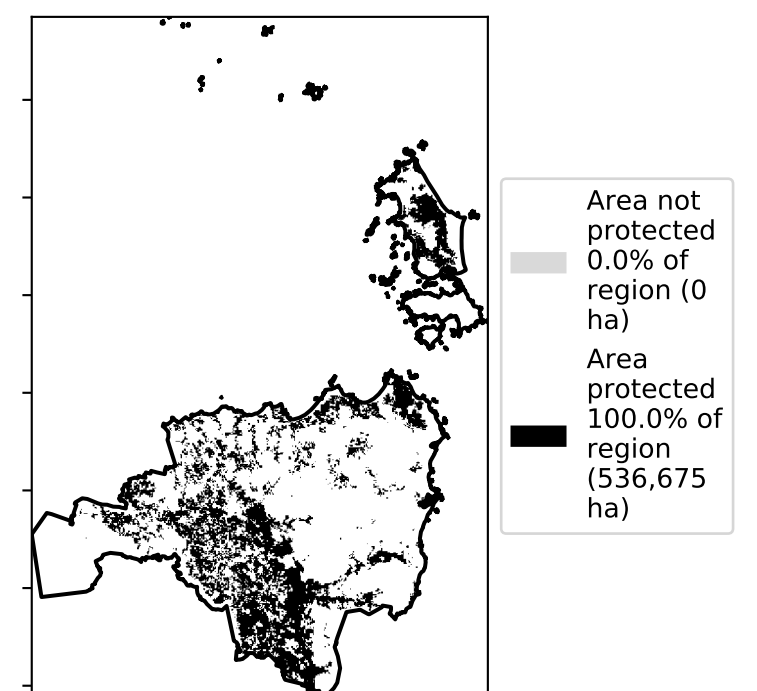 Area not
protected
0.0% of
region (0
ha)
Area
protected
100.0% of
region
(536,675
ha)